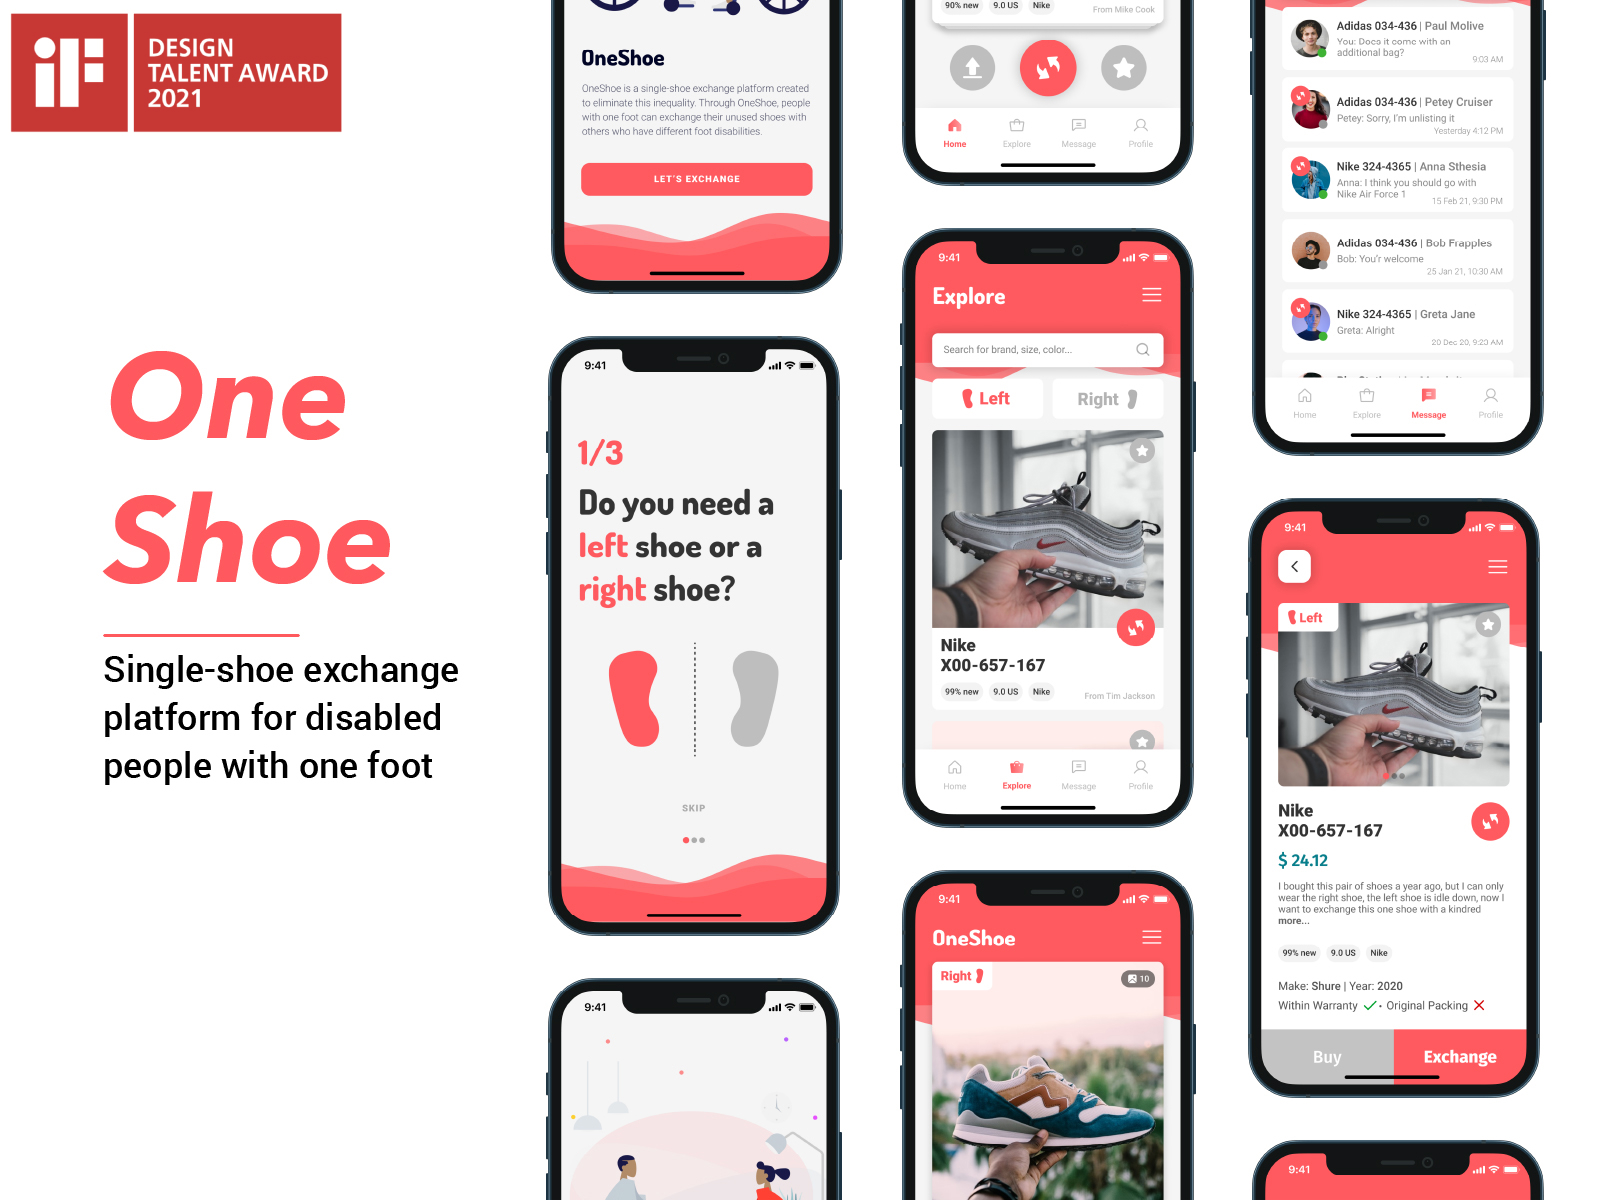 iF
DESIGN
TALENT AWARD
2021
One
Shoe
Single-shoe exchange
platform for disabled
people with one foot
OneShoe
OneShoe is a single-shoe exchange platform created
to eliminate this inequality. Through OneShoe, people
with one foot can exchange their unused shoes with
others who have different foot disabilities.
LET'S EXCHANGE
9:41
1/3
Do you need a
left shoe or a
right shoe?
SKIP
9:41
90% new 9.0 US Nike
From Mike Cook
Home Explore Message Profile
9:41
Explore
Search for brand, size, color...
Left Right
Nike
X00-657-167
99% new 9.0 US Nike
From Tim Jackson
Home Explore Message Profile
9:41
OneShoe
Right
10
Adidas 034-436 | Paul Molive
You: Does it come with an
additional bag?
9:03 AM
Adidas 034-436 | Petey Cruiser
Petey: Sorry, I'm unlisting it
Yesterday 4:12 PM
Nike 324-4365 | Anna Sthesia
Anna: I think you should go with
Nike Air Force 1
15 Feb 21, 9:30 PM
Adidas 034-436 | Bob Frapples
Bob: You'r welcome
25 Jan 21, 10:30 AM
Nike 324-4365 | Greta Jane
Greta: Alright
20 Dec 20, 9:23 AM
Home Explore Message Profile
9:41
Left
Nike
X00-657-167
$ 24.12
I bought this pair of shoes a year ago, but I can only
wear the right shoe, the left shoe is idle down, now I
want to exchange this one shoe with a kindred
more...
99% new 9.0 US Nike
Make: Shure | Year: 2020
Within Warranty • Original Packing
Buy Exchange
9:41